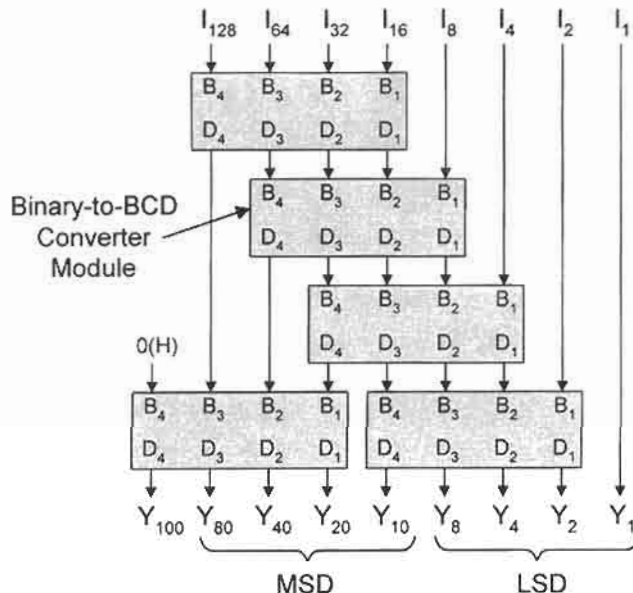 I128 I64 I32 I16 I8 I4 I2 I1
B4 B3 B2 B1
D4 D3 D2 D1
B4 B3 B2 B1
Binary-to-BCD
Converter
Module
D4 D3 D2 D1
B4 B3 B2 B1
D4 D3 D2 D1
0(H)
B4 B3 B2 B1 B4 B3 B2 B1
D4 D3 D2 D1 D4 D3 D2 D1
Y100 Y80 Y40 Y20 Y10 Y8 Y4 Y2 Y1
MSD LSD